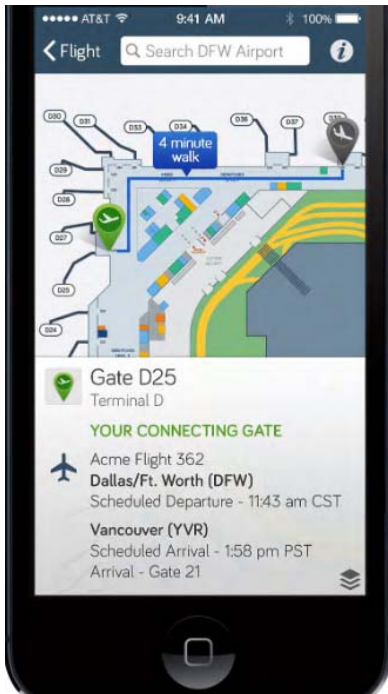 AT&T 9:41 AM 100%
Flight Search DFW Airport i
D30 D31 D33 D34 D36 D37
4 minute
walk
D29
D28
D27
D25
D24
Gate D25
Terminal D
YOUR CONNECTING GATE
Acme Flight 362
Dallas/Ft. Worth (DFW)
Scheduled Departure - 11:43 am CST
Vancouver (YVR)
Scheduled Arrival - 1:58 pm PST
Arrival - Gate 21